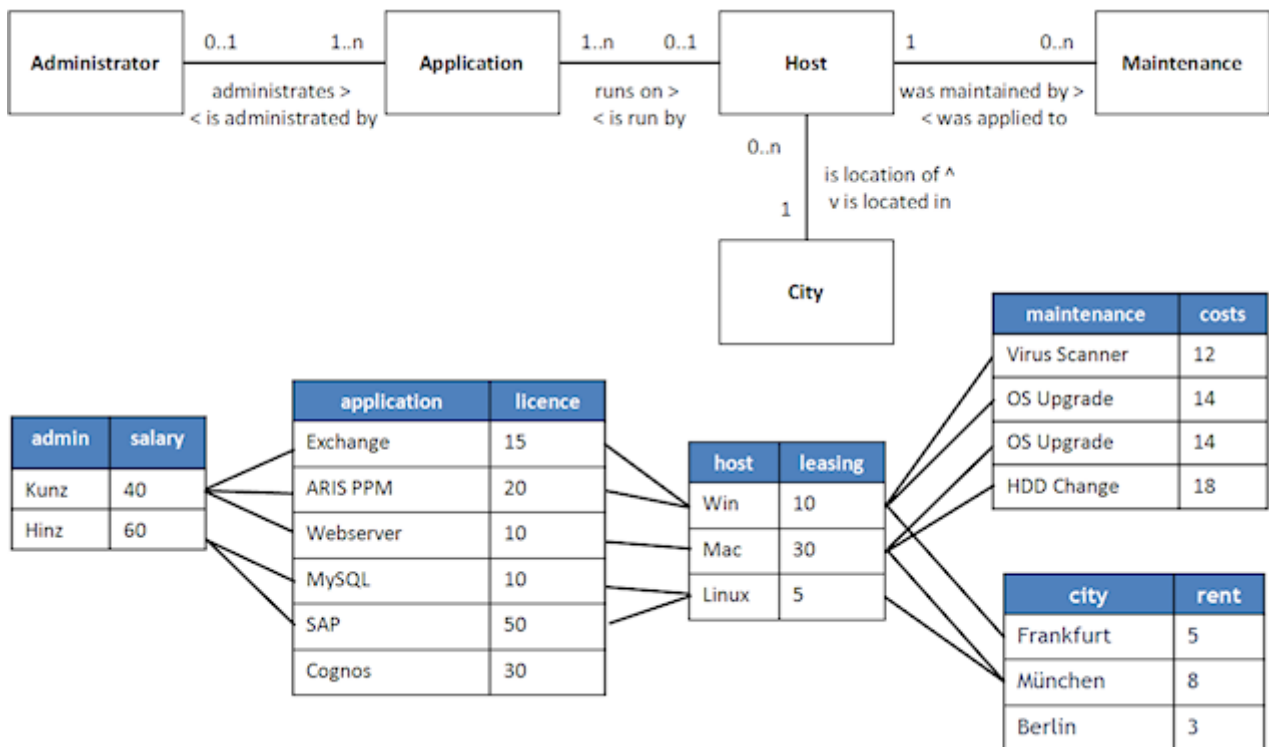 Administrator
0..1
1..n
administrates >
< is administrated by
Application
1..n
0..1
runs on >
< is run by
Host
1
0..n
was maintained by >
< was applied to
Maintenance
0..n
is location of ^
v is located in
1
City
admin salary
Kunz 40
Hinz 60
application licence
Exchange 15
ARIS PPM 20
Webserver 10
MySQL 10
SAP 50
Cognos 30
host leasing
Win 10
Mac 30
Linux 5
maintenance costs
Virus Scanner 12
OS Upgrade 14
OS Upgrade 14
HDD Change 18
city rent
Frankfurt 5
München 8
Berlin 3